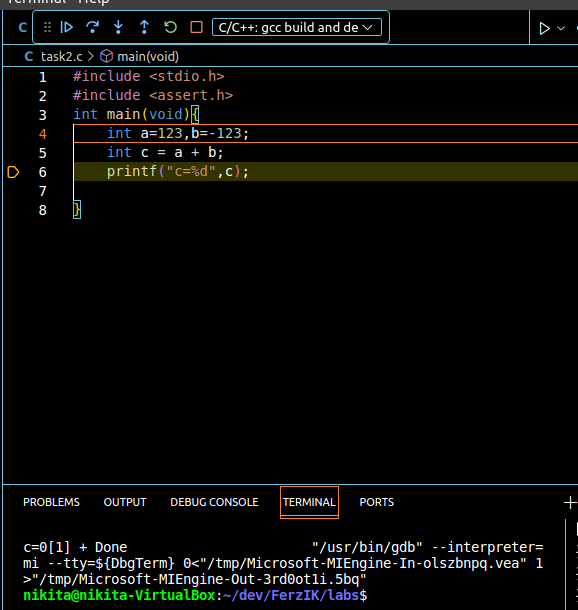 Terminal Help
C C/C++: gcc build and de
C task2.c > main(void)
1 #include <stdio.h>
2 #include <assert.h>
3 int main(void){
4 int a=123,b=-123;
5 int c = a + b;
6 printf("c=%d",c);
7
8 }
PROBLEMS OUTPUT DEBUG CONSOLE TERMINAL PORTS
c=0[1] + Done "/usr/bin/gdb" --interpreter=
mi --tty=${DbgTerm} 0<"/tmp/Microsoft-MIEngine-In-olszbnpq.vea" 1
>"/tmp/Microsoft-MIEngine-Out-3rd0ot1i.5bq"
nikita@nikita-VirtualBox:~/dev/FerzIK/labs$